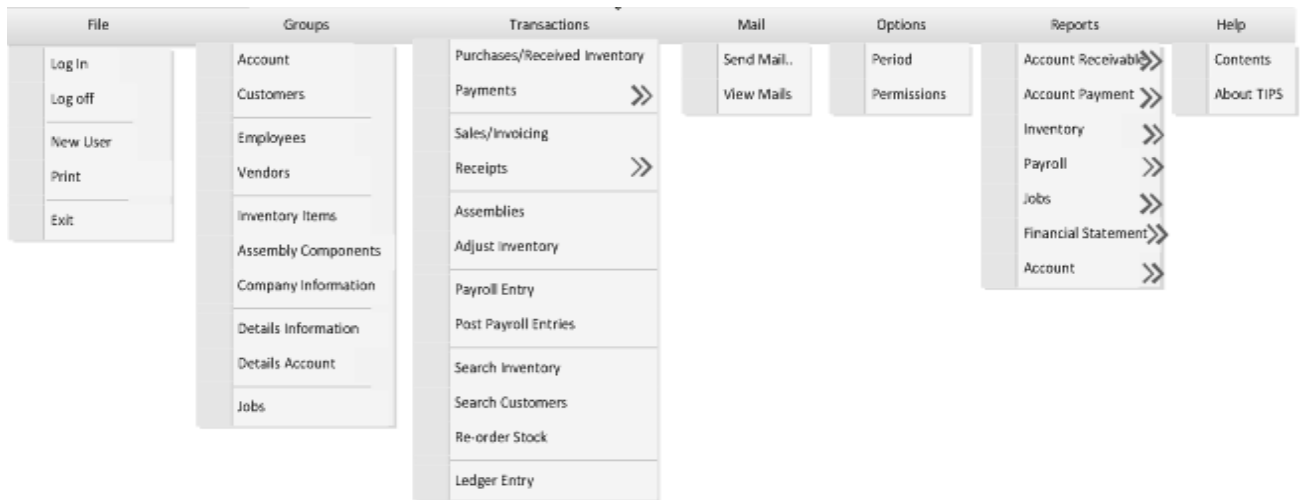 File
Groups
Transactions
Mail
Options
Reports
Help
Log In
Log off
New User
Print
Exit
Account
Customers
Employees
Vendors
Inventory Items
Assembly Components
Company Information
Details Information
Details Account
Jobs
Purchases/Received Inventory
Payments
Sales/Invoicing
Receipts
Assemblies
Adjust Inventory
Payroll Entry
Post Payroll Entries
Search Inventory
Search Customers
Re-order Stock
Ledger Entry
Send Mail..
View Mails
Period
Permissions
Account Receivable
Account Payment
Inventory
Payroll
Jobs
Financial Statement
Account
Contents
About TIPS